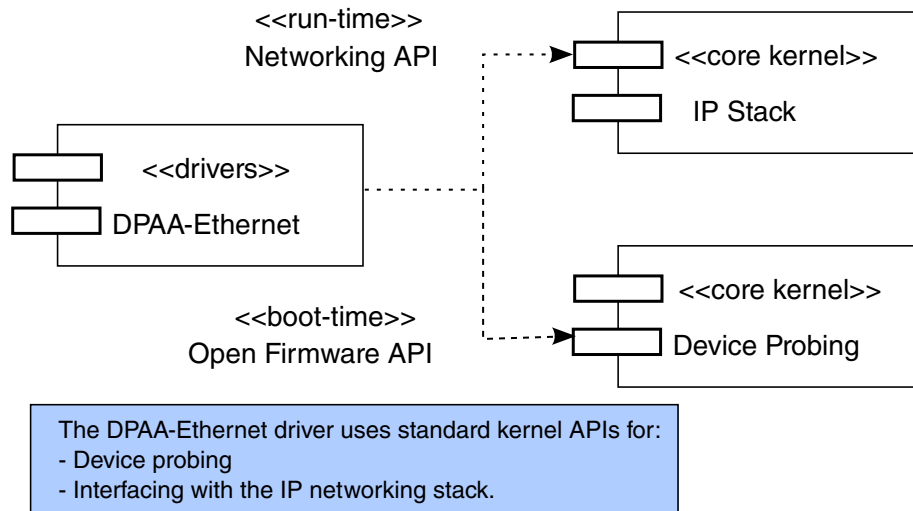 <<run-time>>
Networking API
<<core kernel>>
IP Stack
<<drivers>>
DPAA-Ethernet
<<boot-time>>
Open Firmware API
<<core kernel>>
Device Probing
The DPAA-Ethernet driver uses standard kernel APIs for:
- Device probing
- Interfacing with the IP networking stack.